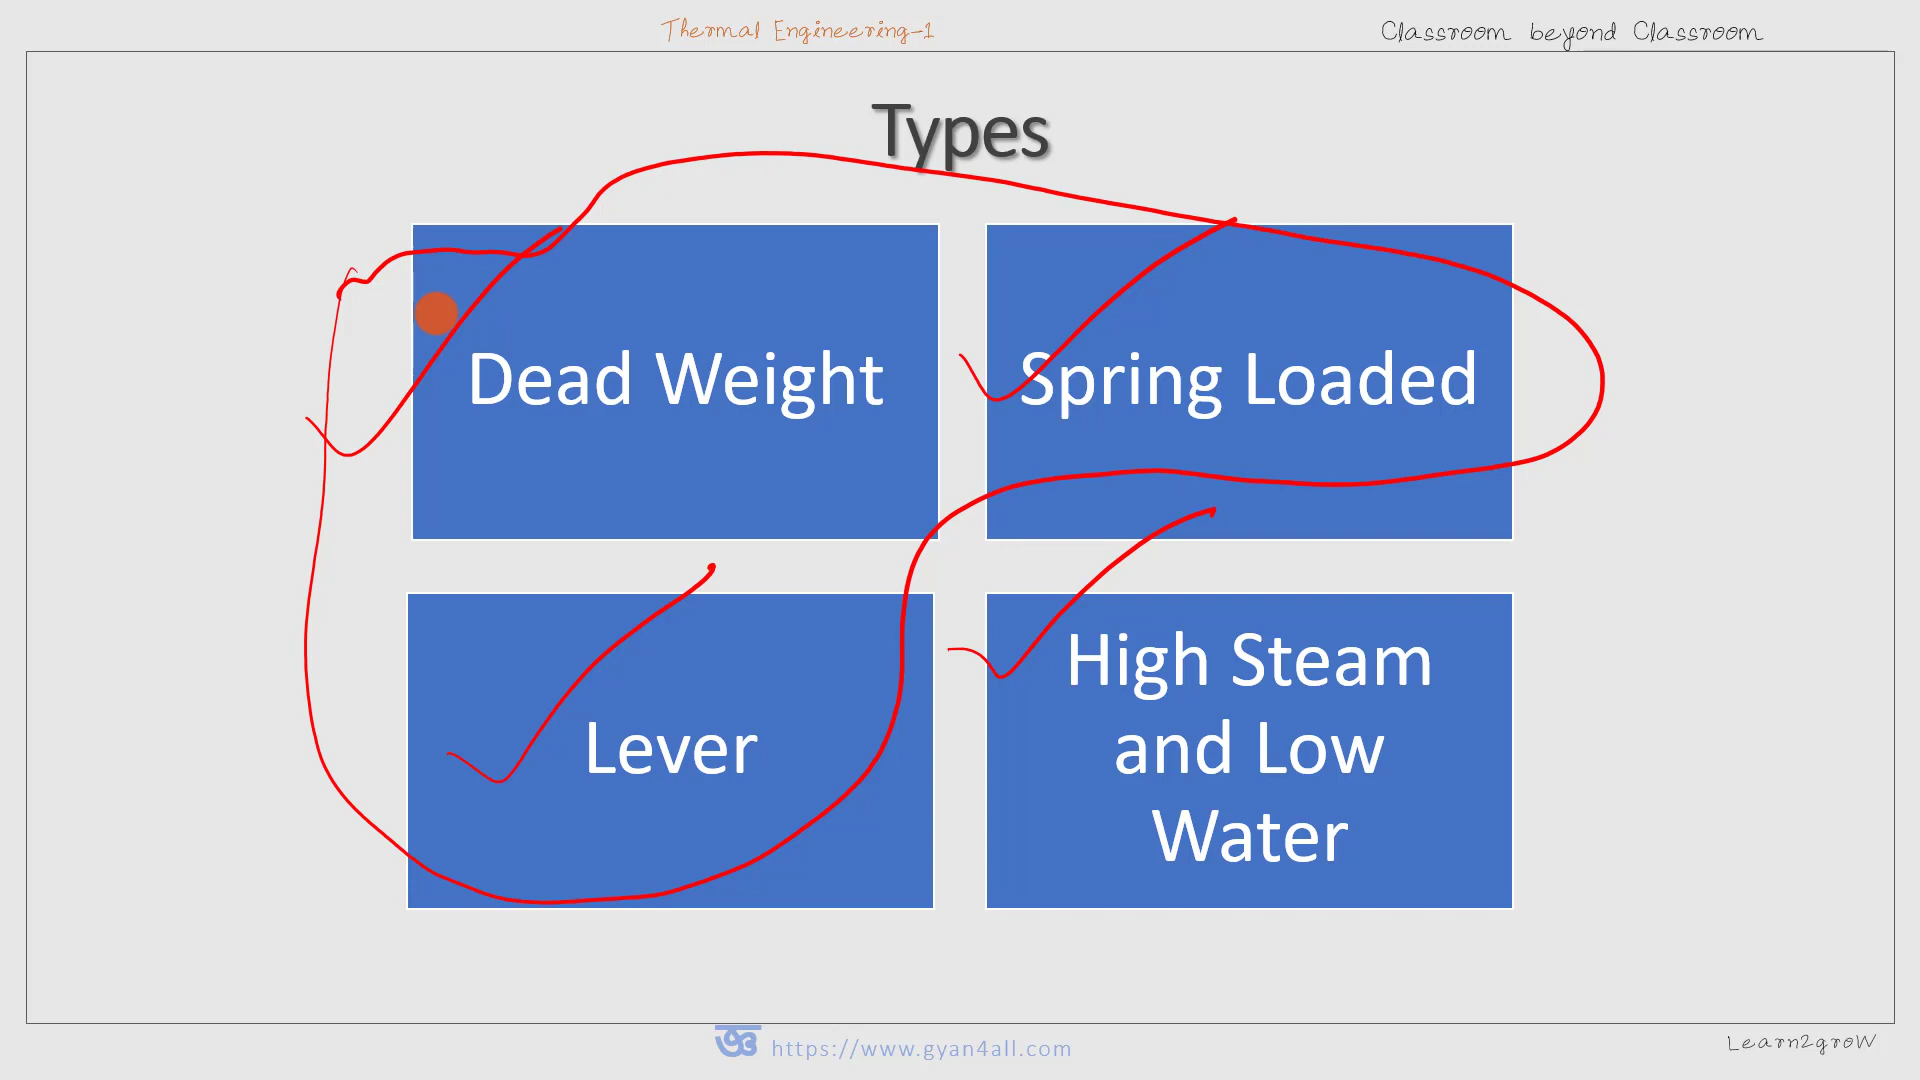 Thermal Engineering-1
Classroom beyond Classroom
Types
Dead Weight
Spring Loaded
Lever
High Steam
and Low
Water
https://www.gyan4all.com
Learn2groW